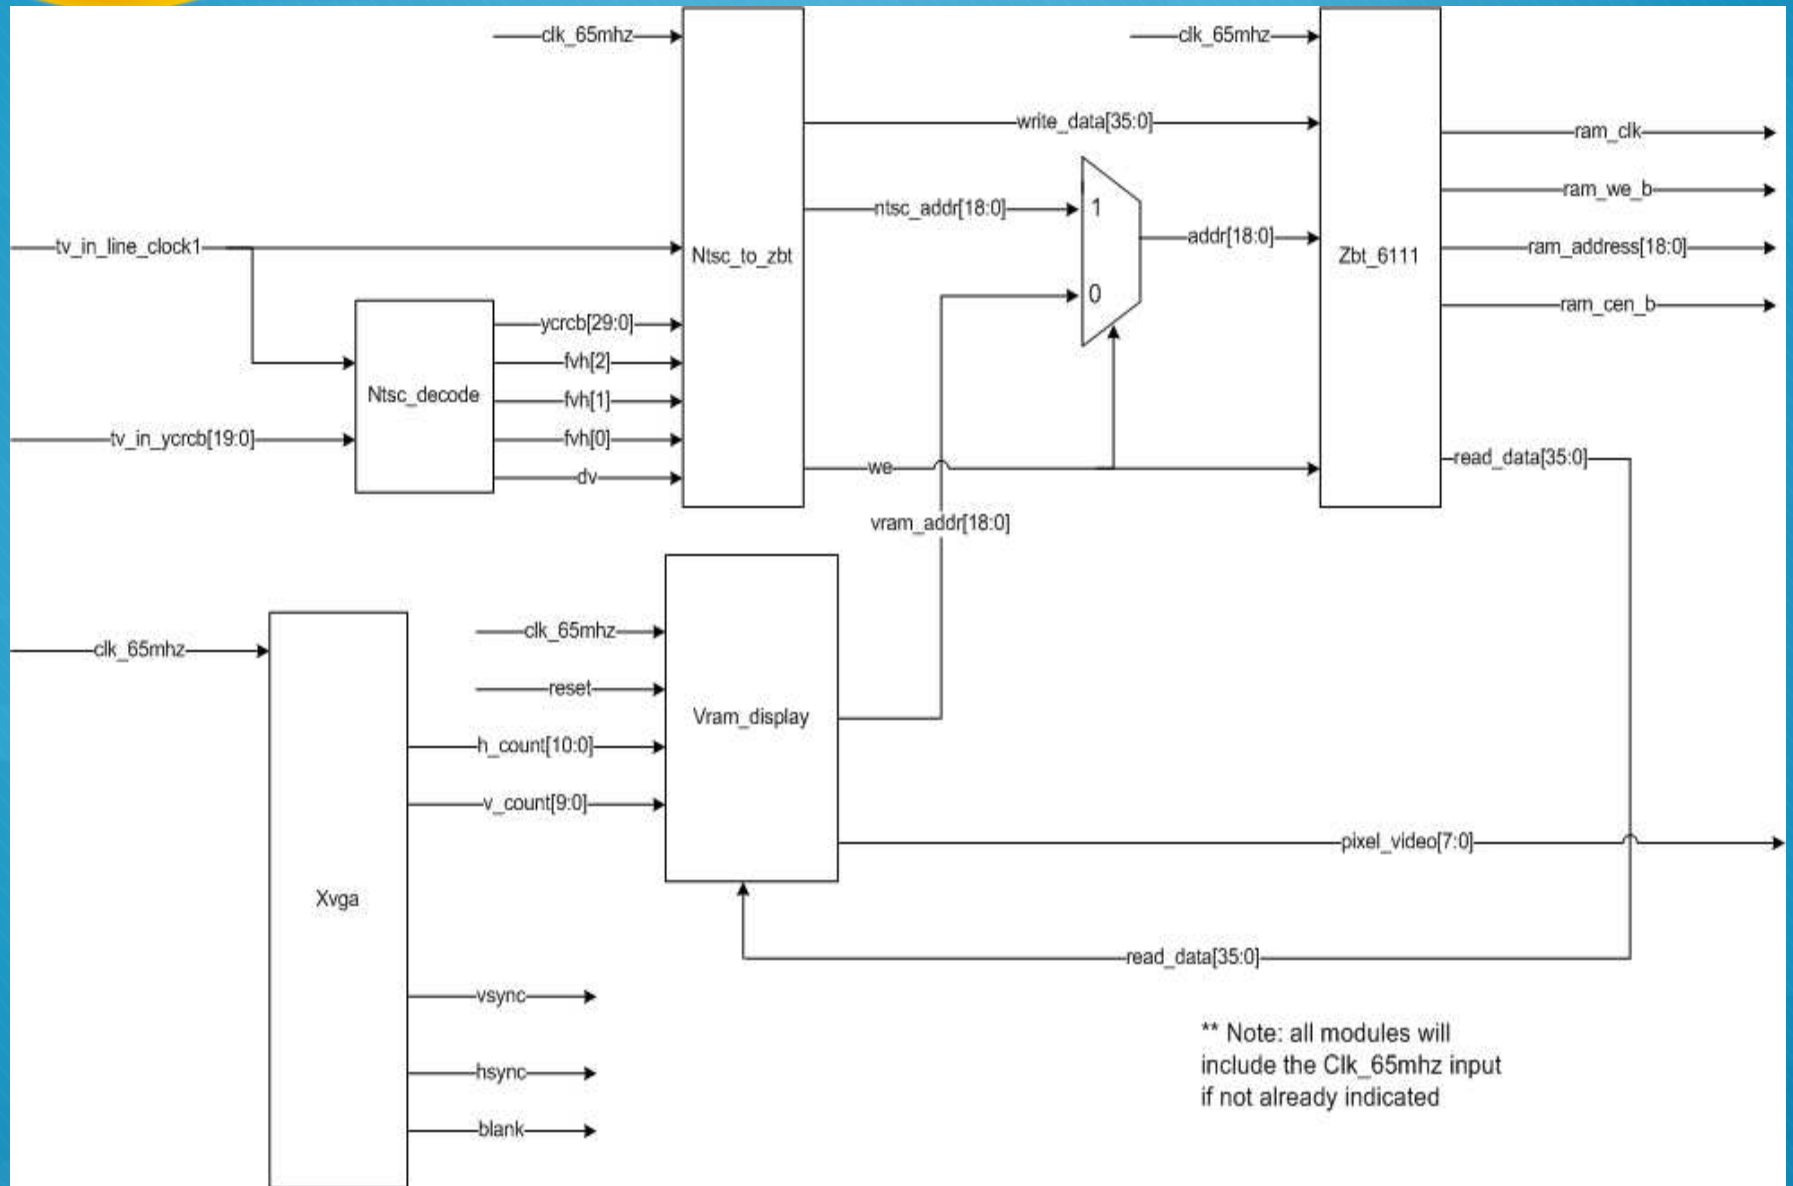 clk_65mhz
clk_65mhz
write_data[35:0]
ram_clk
ram_we_b
ntsc_addr[18:0]
1
addr[18:0]
tv_in_line_clock1
Ntsc_to_zbt
Zbt_6111
ram_address[18:0]
0
ram_cen_b
ycrcb[29:0]
fvh[2]
Ntsc_decode
fvh[1]
tv_in_ycrcb[19:0]
fvh[0]
we
read_data[35:0]
dv
vram_addr[18:0]
clk_65mhz
clk_65mhz
reset
Vram_display
h_count[10:0]
v_count[9:0]
pixel_video[7:0]
Xvga
read_data[35:0]
vsync
hsync
blank
** Note: all modules will
include the Clk_65mhz input
if not already indicated